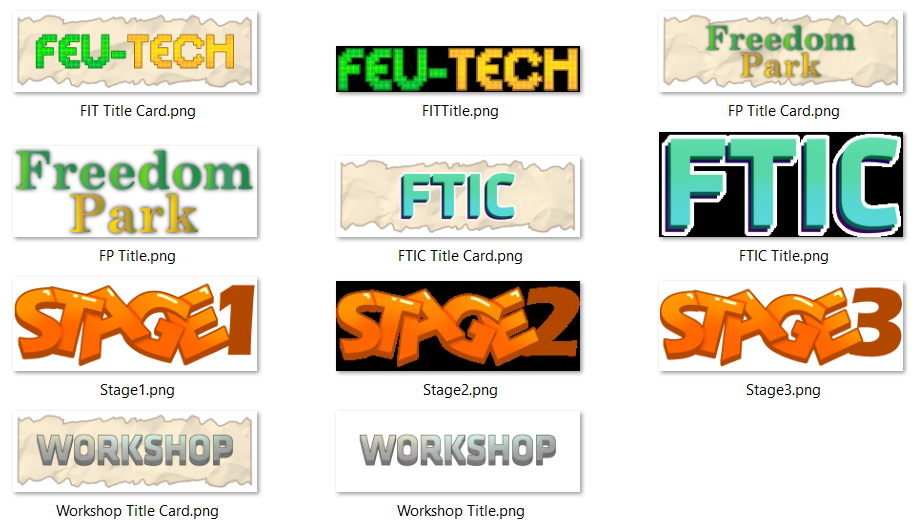 FEU-TECH
FEU-TECH
Freedom
Park
FIT Title Card.png
FITTitle.png
FP Title Card.png
Freedom
Park
FTIC
FTIC
FP Title.png
FTIC Title Card.png
FTIC Title.png
STAGE1
STAGE2
STAGE3
Stage1.png
Stage2.png
Stage3.png
WORKSHOP
WORKSHOP
Workshop Title Card.png
Workshop Title.png